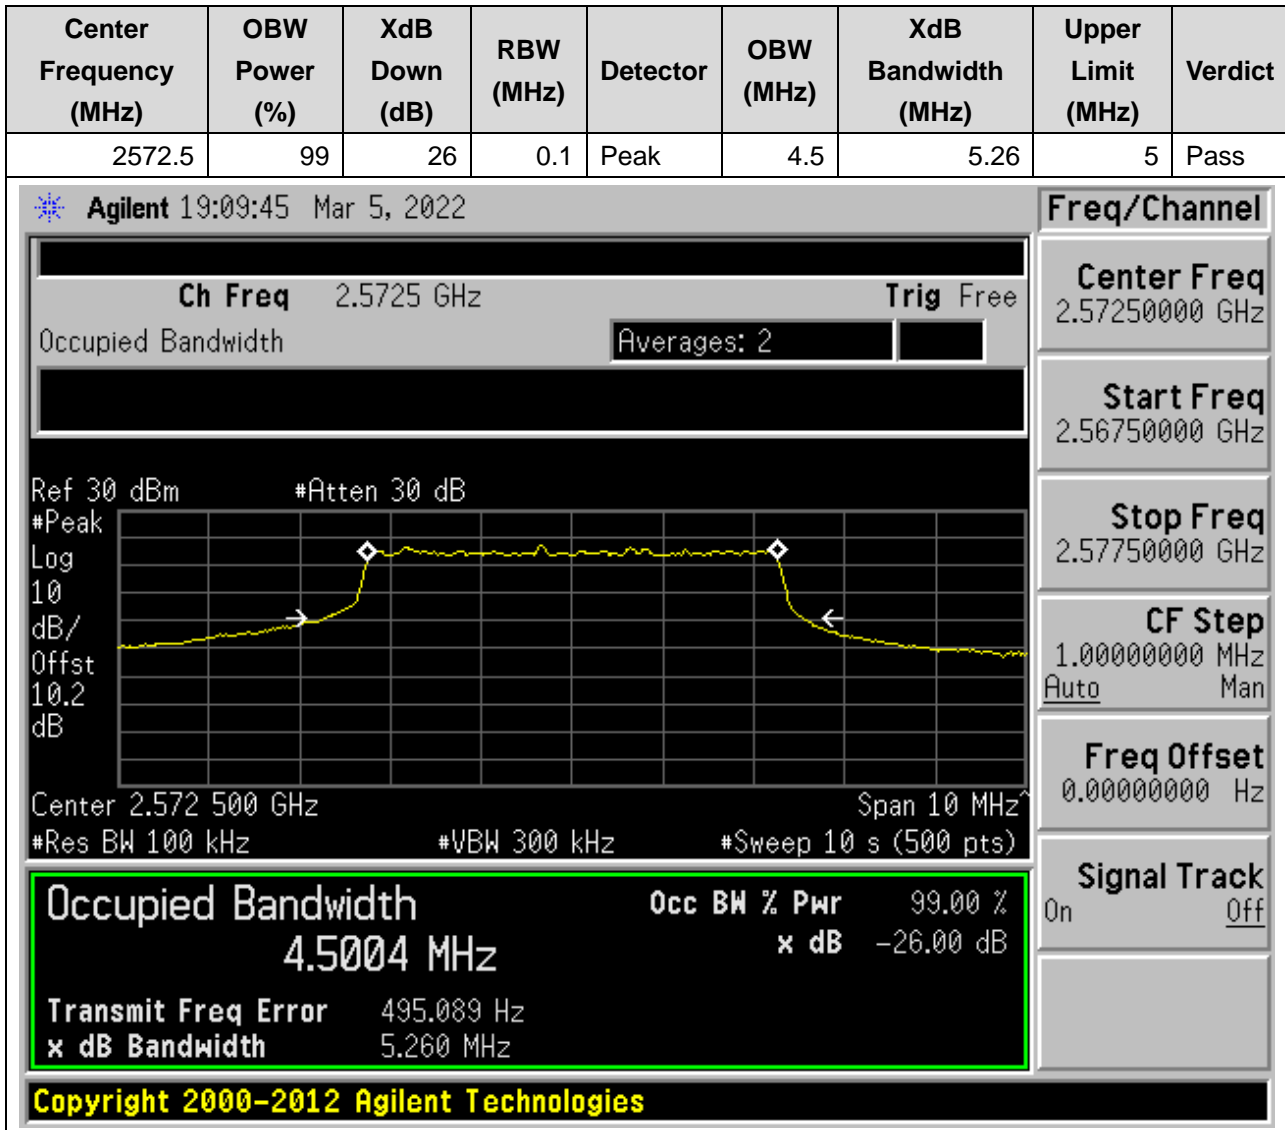 Center Frequency (MHz) OBW Power (%) XdB Down (dB) RBW (MHz) Detector OBW (MHz) XdB Bandwidth (MHz) Upper Limit (MHz) Verdict
2572.5 99 26 0.1 Peak 4.5 5.26 5 Pass
Agilent 19:09:45 Mar 5, 2022
Freq/Channel
Ch Freq 2.5725 GHz Trig Free
Occupied Bandwidth Averages: 2
Ref 30 dBm #Atten 30 dB
#Peak
Log
10
dB/
Offst
10.2
dB
Center 2.572 500 GHz Span 10 MHz^
#Res BW 100 kHz #VBW 300 kHz #Sweep 10 s (500 pts)
Occupied Bandwidth Occ BW % Pwr 99.00 %
4.5004 MHz x dB -26.00 dB
Transmit Freq Error 495.089 Hz
x dB Bandwidth 5.260 MHz
Center Freq
2.57250000 GHz
Start Freq
2.56750000 GHz
Stop Freq
2.57750000 GHz
CF Step
1.00000000 MHz
Auto Man
Freq Offset
0.00000000 Hz
Signal Track
On Off
Copyright 2000-2012 Agilent Technologies